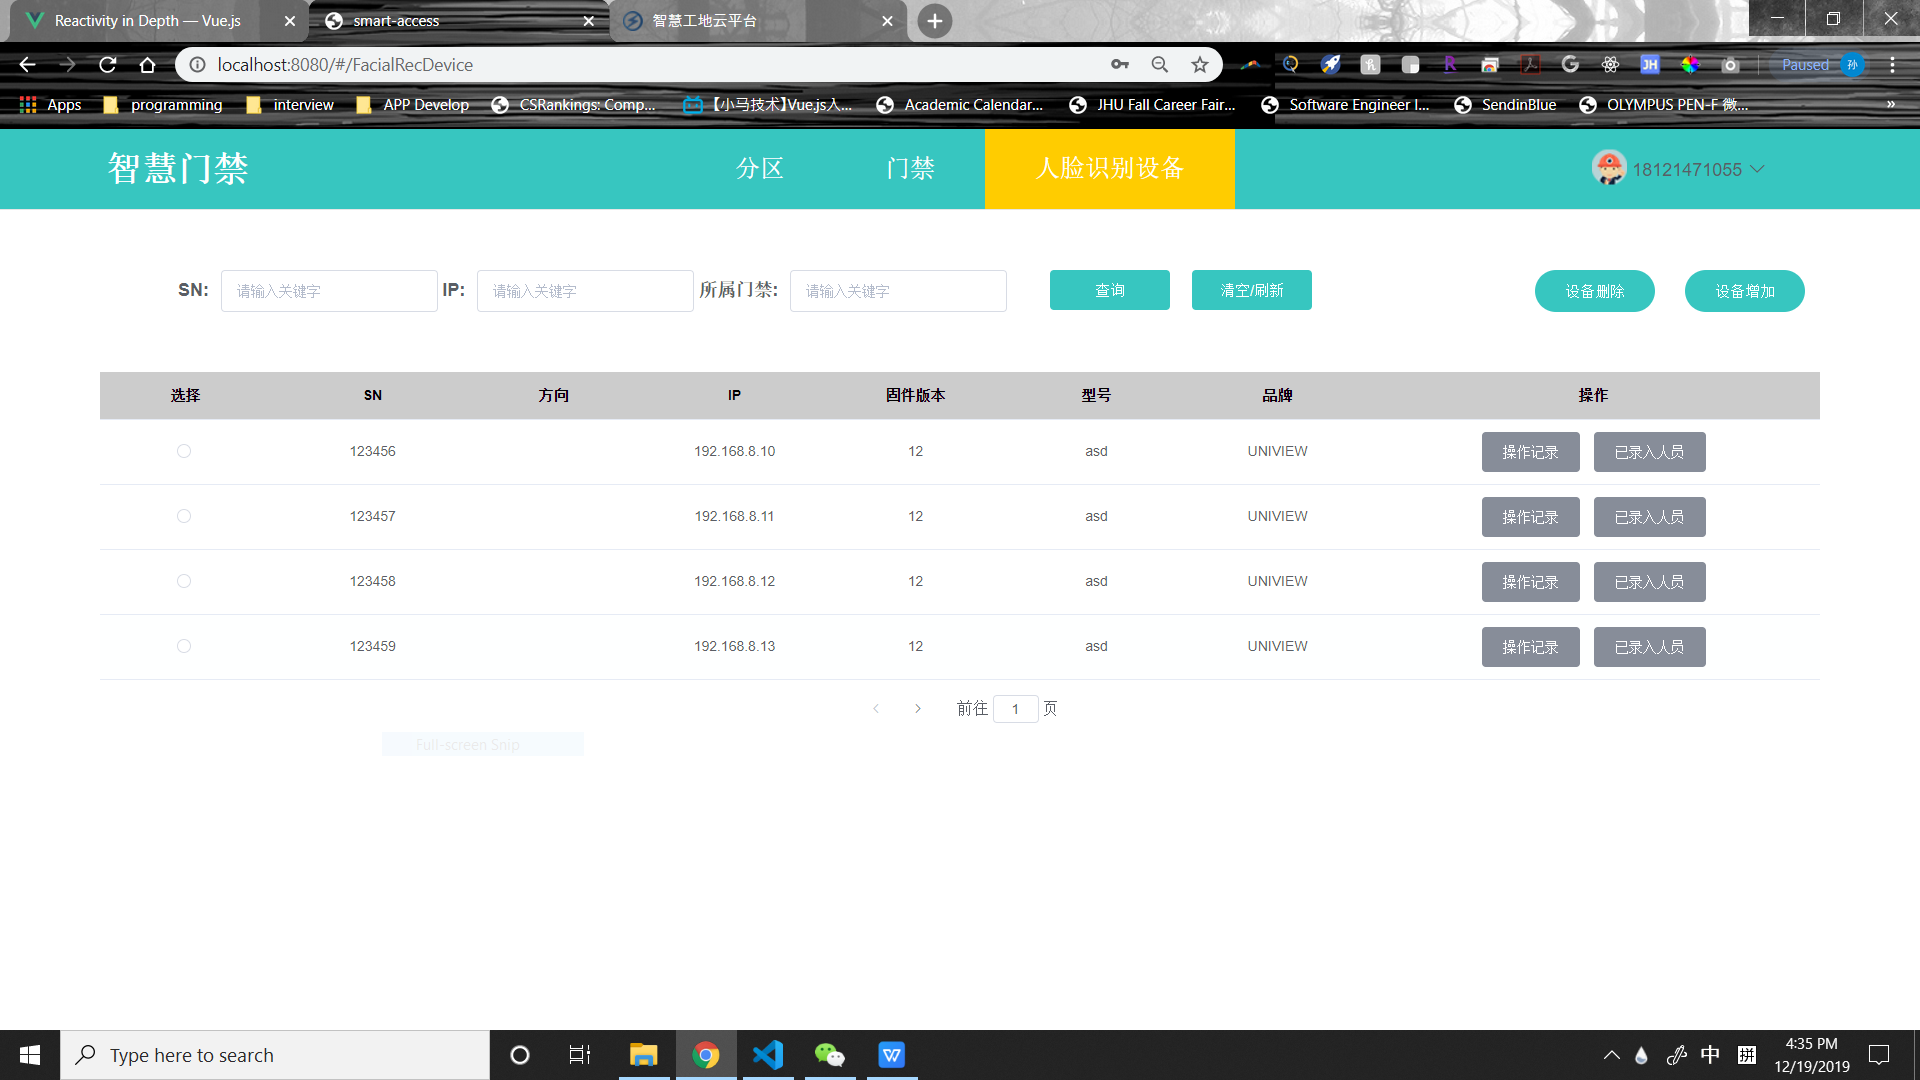 Reactivity in Depth — Vue.js
smart-access
智慧工地云平台
localhost:8080/#/FacialRecDevice
Paused
孙
Apps
programming
interview
APP Develop
CSRankings: Comp...
【小马技术】Vue.js人...
Academic Calendar...
JHU Fall Career Fair...
Software Engineer I...
SendinBlue
OLYMPUS PEN-F 微...
»
智慧门禁
分区
门禁
人脸识别设备
18121471055
SN: 请输入关键字
IP: 请输入关键字
所属门禁: 请输入关键字
查询
清空/刷新
设备删除
设备增加
选择 SN 方向 IP 固件版本 型号 品牌 操作
123456 192.168.8.10 12 asd UNIVIEW 操作记录 已录入人员
123457 192.168.8.11 12 asd UNIVIEW 操作记录 已录入人员
123458 192.168.8.12 12 asd UNIVIEW 操作记录 已录入人员
123459 192.168.8.13 12 asd UNIVIEW 操作记录 已录入人员
前往 1 页
Full-screen Snip
Type here to search
中
拼
4:35 PM
12/19/2019